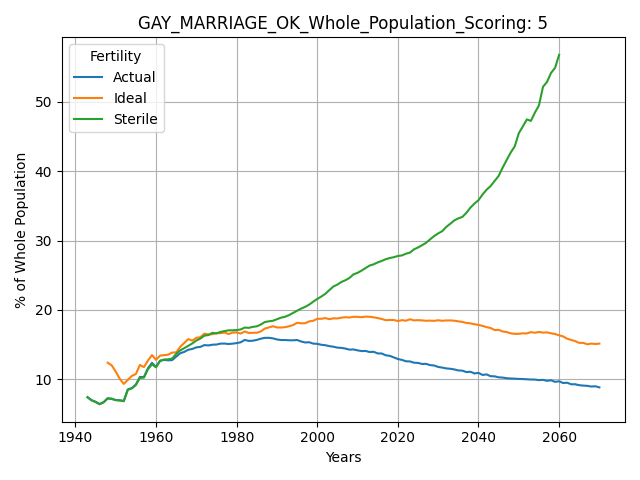 GAY_MARRIAGE_OK_Whole_Population_Scoring: 5
Fertility
Actual
Ideal
Sterile
% of Whole Population
50
40
30
20
10
1940 1960 1980 2000 2020 2040 2060
Years